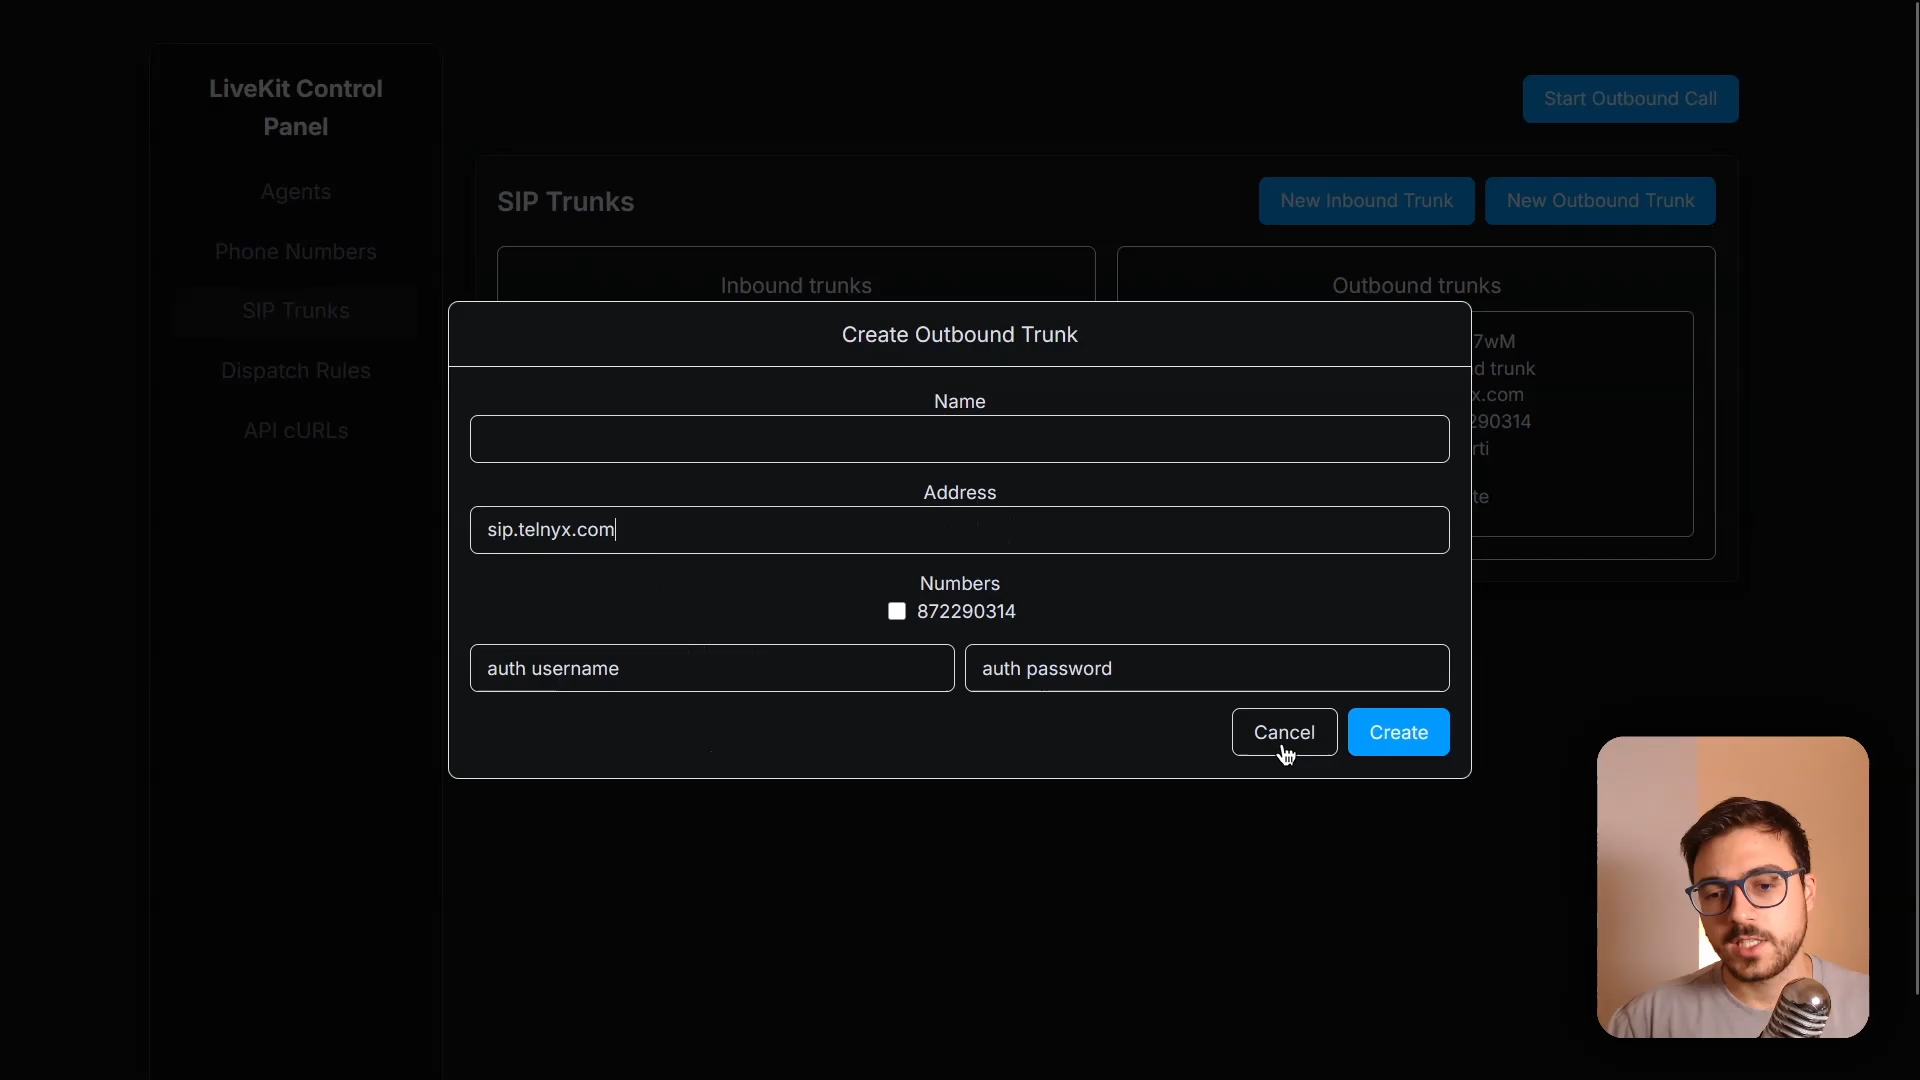 LiveKit Control
Panel
Agents
Phone Numbers
SIP Trunks
Dispatch Rules
API cURLs
Start Outbound Call
SIP Trunks
New Inbound Trunk
New Outbound Trunk
Inbound trunks
Outbound trunks
7wM
d trunk
x.com
290314
rti
te
Create Outbound Trunk
Name
Address
sip.telnyx.com
Numbers
872290314
auth username
auth password
Cancel
Create